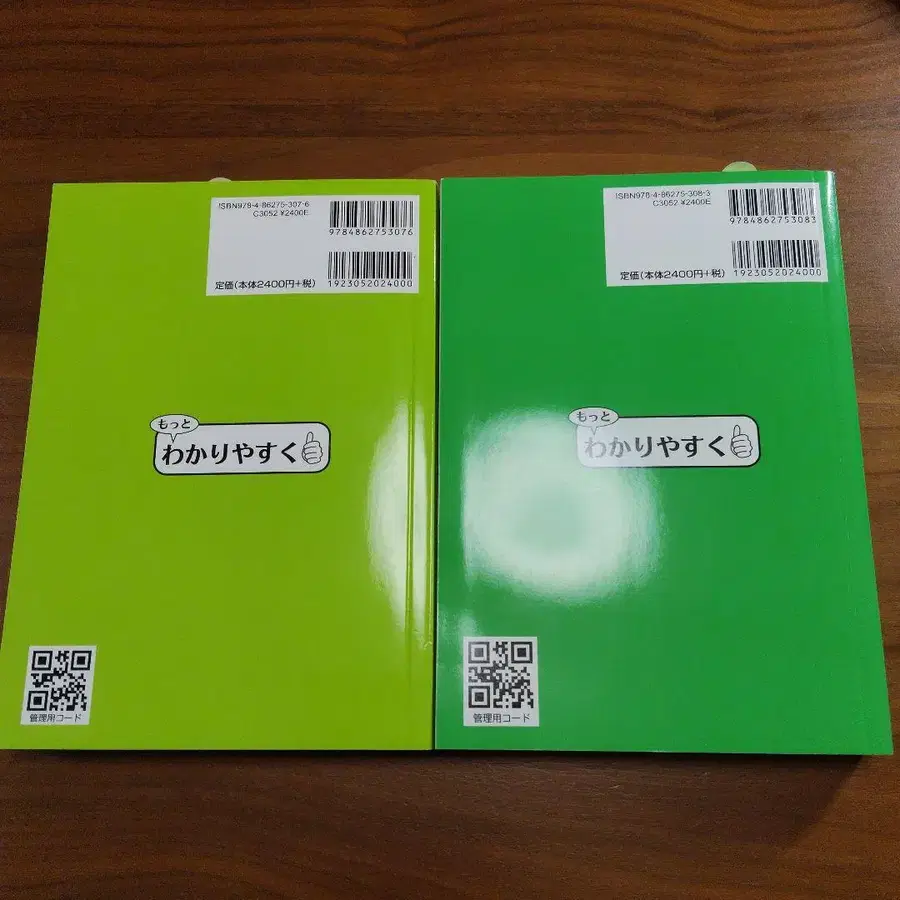 ISBN978-4-86275-307-6
C3052 ¥2400E
9784862753076
定価(本体2400円+税)
1923052024000
もっと
わかりやすく
管理用コード
ISBN978-4-86275-308-3
C3052 ¥2400E
9784862753083
定価(本体2400円+税)
1923052024000
もっと
わかりやすく
管理用コード